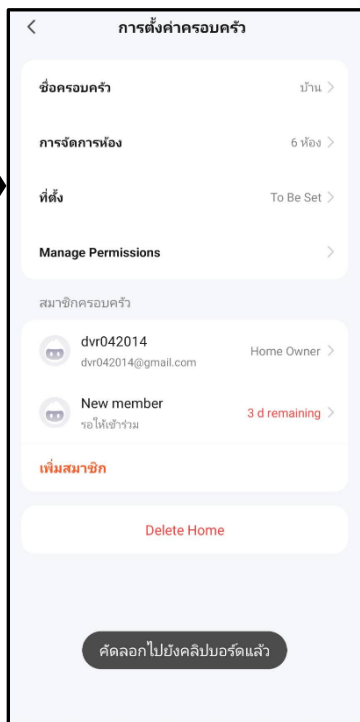 การตั้งค่าครอบครัว
ชื่อครอบครัว บ้าน
การจัดการห้อง 6 ห้อง
ที่ตั้ง To Be Set
Manage Permissions
สมาชิกครอบครัว
dvr042014 Home Owner
dvr042014@gmail.com
New member 3 d remaining
รอให้เข้าร่วม
เพิ่มสมาชิก
Delete Home
คัดลอกไปยังคลิปบอร์ดแล้ว